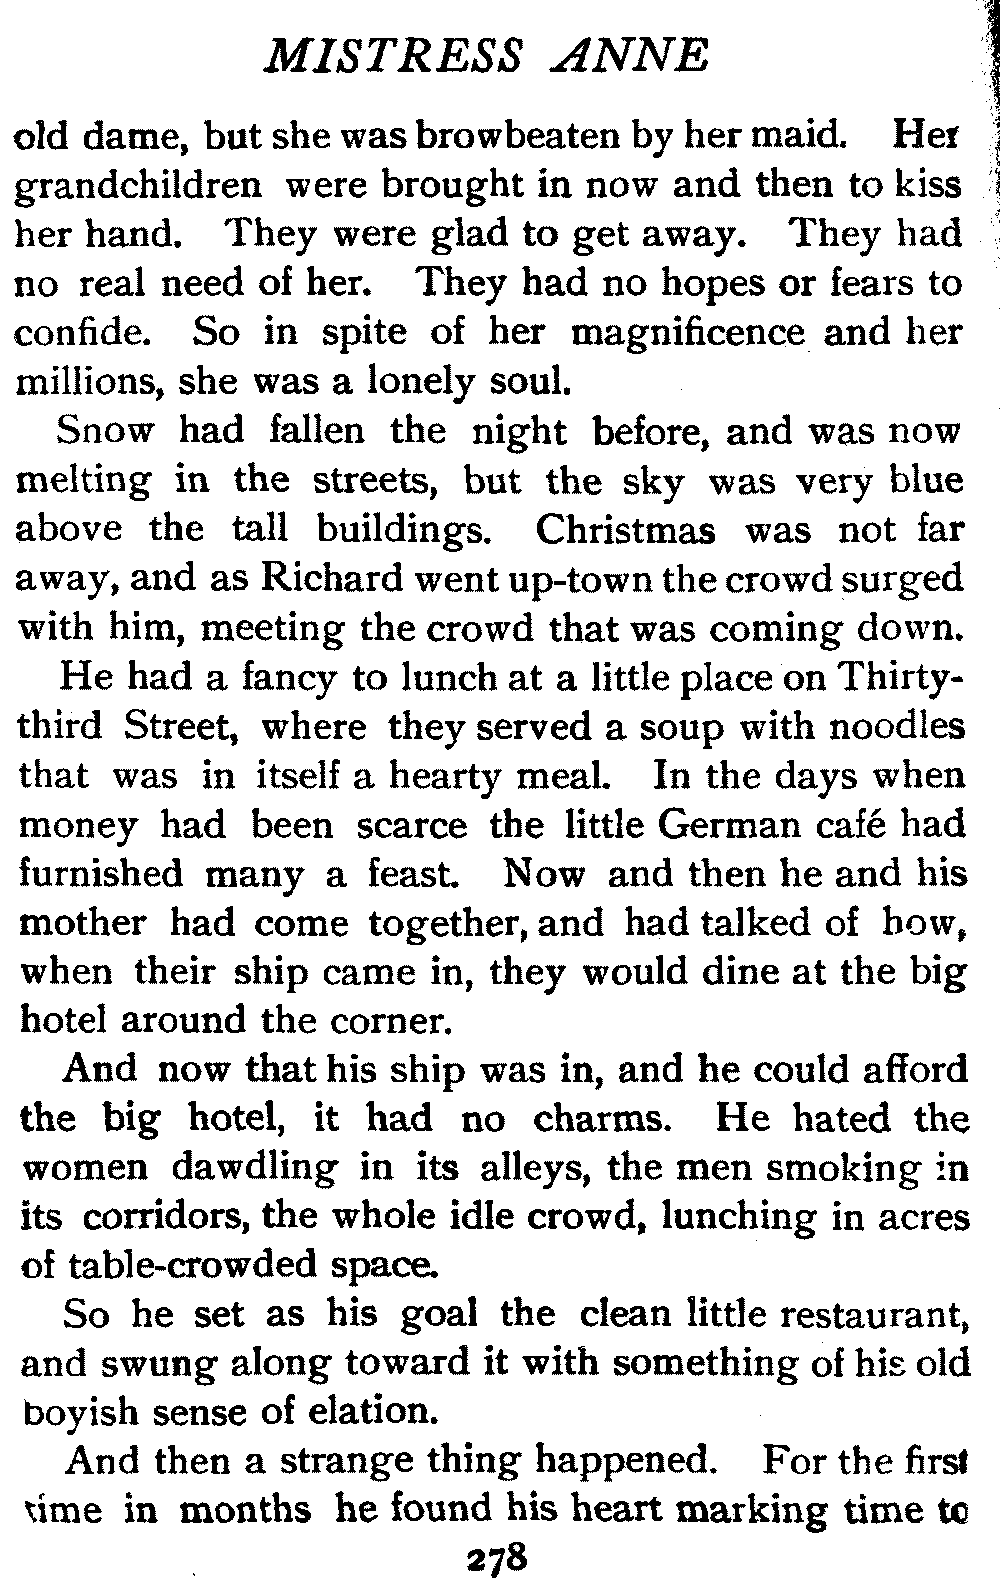 MISTRESS ANNE
old dame, but she was browbeaten by her maid. Her
grandchildren were brought in now and then to kiss
her hand. They were glad to get away. They had
no real need of her. They had no hopes or fears to
confide. So in spite of her magnificence and her
millions, she was a lonely soul.
Snow had fallen the night before, and was now
melting in the streets, but the sky was very blue
above the tall buildings. Christmas was not far
away, and as Richard went up-town the crowd surged
with him, meeting the crowd that was coming down.
He had a fancy to lunch at a little place on Thirty-
third Street, where they served a soup with noodles
that was in itself a hearty meal. In the days when
money had been scarce the little German café had
furnished many a feast. Now and then he and his
mother had come together, and had talked of how,
when their ship came in, they would dine at the big
hotel around the corner.
And now that his ship was in, and he could afford
the big hotel, it had no charms. He hated the
women dawdling in its alleys, the men smoking in
its corridors, the whole idle crowd, lunching in acres
of table-crowded space.
So he set as his goal the clean little restaurant,
and swung along toward it with something of his old
boyish sense of elation.
And then a strange thing happened. For the first
time in months he found his heart marking time to
278